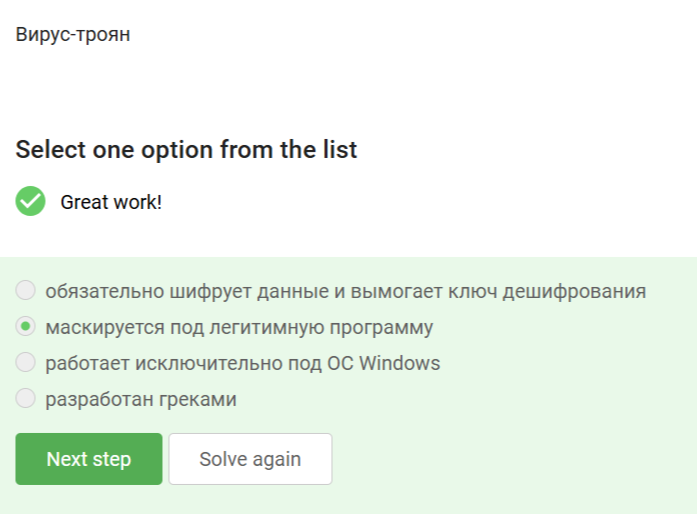 Вирус-троян
Select one option from the list
Great work!
обязательно шифрует данные и вымогает ключ дешифрования
маскируется под легитимную программу
работает исключительно под ОС Windows
разработан греками
Next step
Solve again